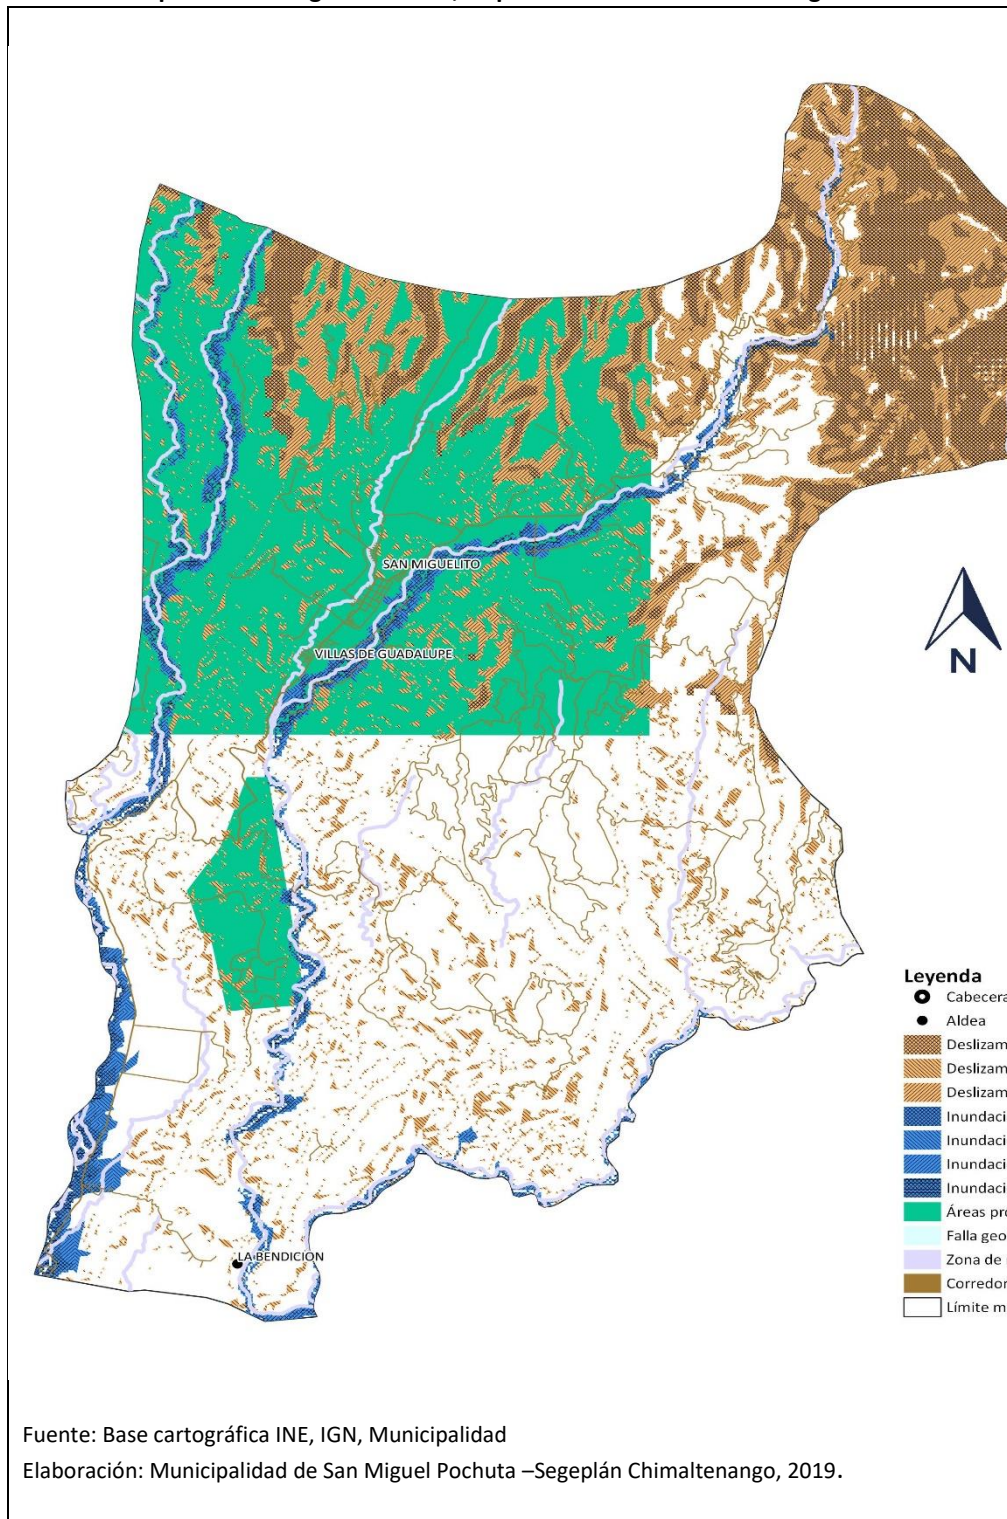 SAN MIGUELITO
VILLAS DE GUADALUPE
N
Leyenda
Cabecera
Aldea
Deslizam
Deslizam
Deslizam
Inundaci
Inundaci
Inundaci
Inundaci
Áreas pro
Falla geo
Zona de
Corredor
Límite m
LA BENDICION
Fuente: Base cartográfica INE, IGN, Municipalidad
Elaboración: Municipalidad de San Miguel Pochuta –Segeplán Chimaltenango, 2019.